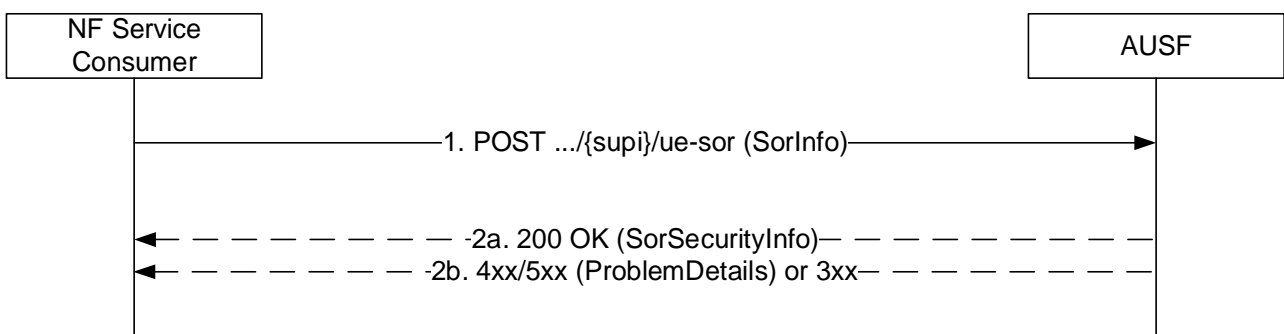 NF Service
Consumer
AUSF
1. POST .../{supi}/ue-sor (SorInfo)
2a. 200 OK (SorSecurityInfo)
2b. 4xx/5xx (ProblemDetails) or 3xx